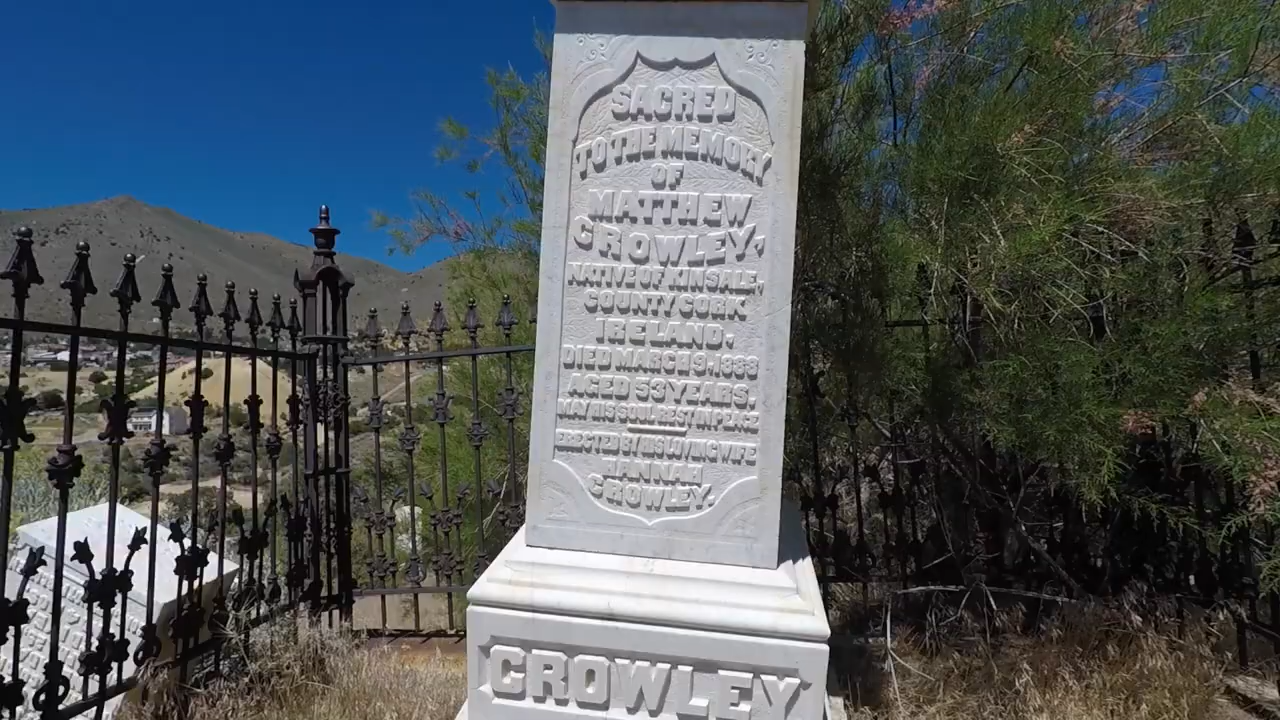 SACRED
TO THE MEMORY
OF
MATTHEW
CROWLEY,
NATIVE OF KINSALE,
COUNTY CORK
IRELAND,
DIED MARCH 9, 1888
AGED 53 YEARS,
MAY HIS SOUL REST IN PEACE
ERECTED BY HIS LOVING WIFE
HANNAH
CROWLEY.
CROWLEY